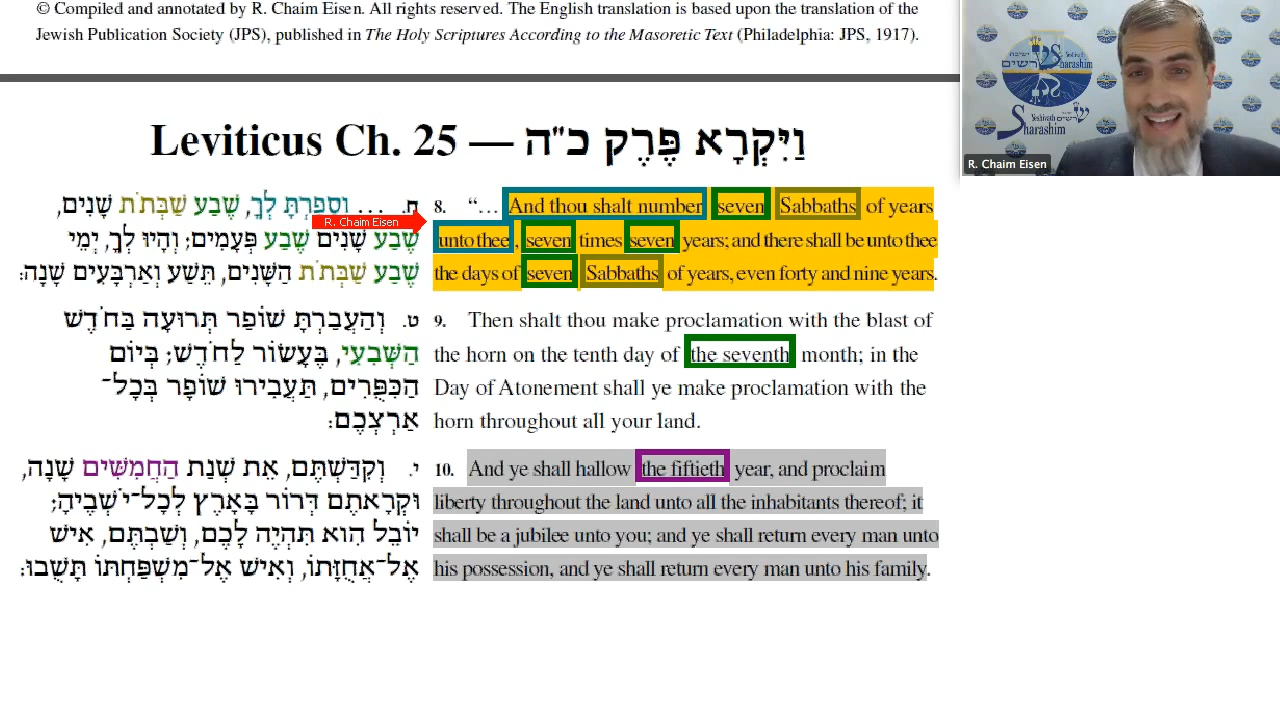 © Compiled and annotated by R. Chaim Eisen. All rights reserved. The English translation is based upon the translation of the
Jewish Publication Society (JPS), published in The Holy Scriptures According to the Masoretic Text (Philadelphia: JPS, 1917).
Leviticus Ch. 25 — וַיִּקְרָא פֶּרֶק כ"ה
ח. … וְסָפַרְתָּ לְךָ, שֶׁבַע שַׁבְּתֹת שָׁנִים,
שֶׁבַע שָׁנִים שֶׁבַע פְּעָמִים; וְהָיוּ לְךָ, יְמֵי
שֶׁבַע שַׁבְּתֹת הַשָּׁנִים, תֵּשַׁע וְאַרְבָּעִים שָׁנָה:
R. Chaim Eisen
8. “… And thou shalt number seven Sabbaths of years
unto thee, seven times seven years; and there shall be unto thee
the days of seven Sabbaths of years, even forty and nine years.
ט. וְהַעֲבַרְתָּ שׁוֹפַר תְּרוּעָה בַּחֹדֶשׁ
הַשְּׁבִעִי, בֶּעָשׂוֹר לַחֹדֶשׁ; בְּיוֹם
הַכִּפֻּרִים, תַּעֲבִירוּ שׁוֹפָר בְּכָל־
אַרְצְכֶם:
9. Then shalt thou make proclamation with the blast of
the horn on the tenth day of the seventh month; in the
Day of Atonement shall ye make proclamation with the
horn throughout all your land.
י. וְקִדַּשְׁתֶּם, אֵת שְׁנַת הַחֲמִשִּׁים שָׁנָה,
וּקְרָאתֶם דְּרוֹר בָּאָרֶץ לְכָל־יֹשְׁבֶיהָ;
יוֹבֵל הִוא תִּהְיֶה לָכֶם, וְשַׁבְתֶּם, אִישׁ
אֶל־אֲחֻזָּתוֹ, וְאִישׁ אֶל־מִשְׁפַּחְתּוֹ תָּשֻׁבוּ:
10. And ye shall hallow the fiftieth year, and proclaim
liberty throughout the land unto all the inhabitants thereof; it
shall be a jubilee unto you; and ye shall return every man unto
his possession, and ye shall return every man unto his family.
Yeshivath
Sharashim
Yeshivath
Sharashim
R. Chaim Eisen